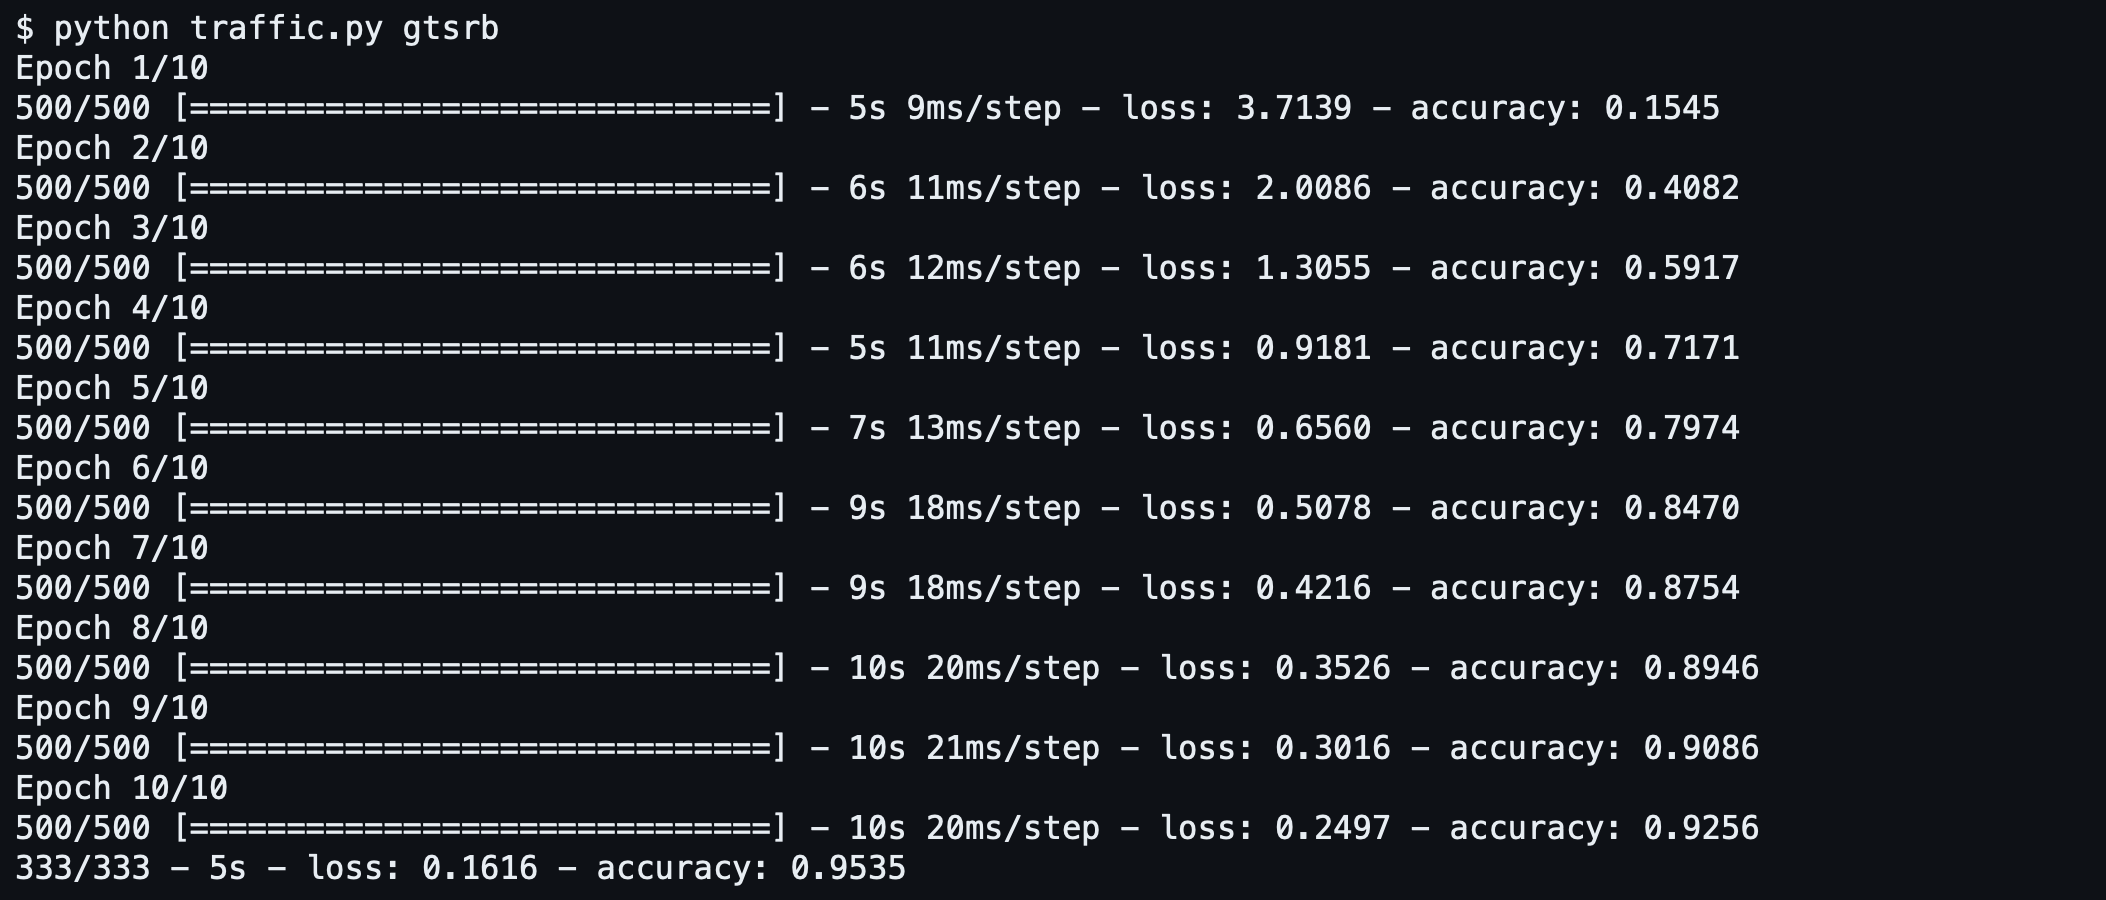 $ python traffic.py gtsrb
Epoch 1/10
500/500 [==============================] - 5s 9ms/step - loss: 3.7139 - accuracy: 0.1545
Epoch 2/10
500/500 [==============================] - 6s 11ms/step - loss: 2.0086 - accuracy: 0.4082
Epoch 3/10
500/500 [==============================] - 6s 12ms/step - loss: 1.3055 - accuracy: 0.5917
Epoch 4/10
500/500 [==============================] - 5s 11ms/step - loss: 0.9181 - accuracy: 0.7171
Epoch 5/10
500/500 [==============================] - 7s 13ms/step - loss: 0.6560 - accuracy: 0.7974
Epoch 6/10
500/500 [==============================] - 9s 18ms/step - loss: 0.5078 - accuracy: 0.8470
Epoch 7/10
500/500 [==============================] - 9s 18ms/step - loss: 0.4216 - accuracy: 0.8754
Epoch 8/10
500/500 [==============================] - 10s 20ms/step - loss: 0.3526 - accuracy: 0.8946
Epoch 9/10
500/500 [==============================] - 10s 21ms/step - loss: 0.3016 - accuracy: 0.9086
Epoch 10/10
500/500 [==============================] - 10s 20ms/step - loss: 0.2497 - accuracy: 0.9256
333/333 - 5s - loss: 0.1616 - accuracy: 0.9535